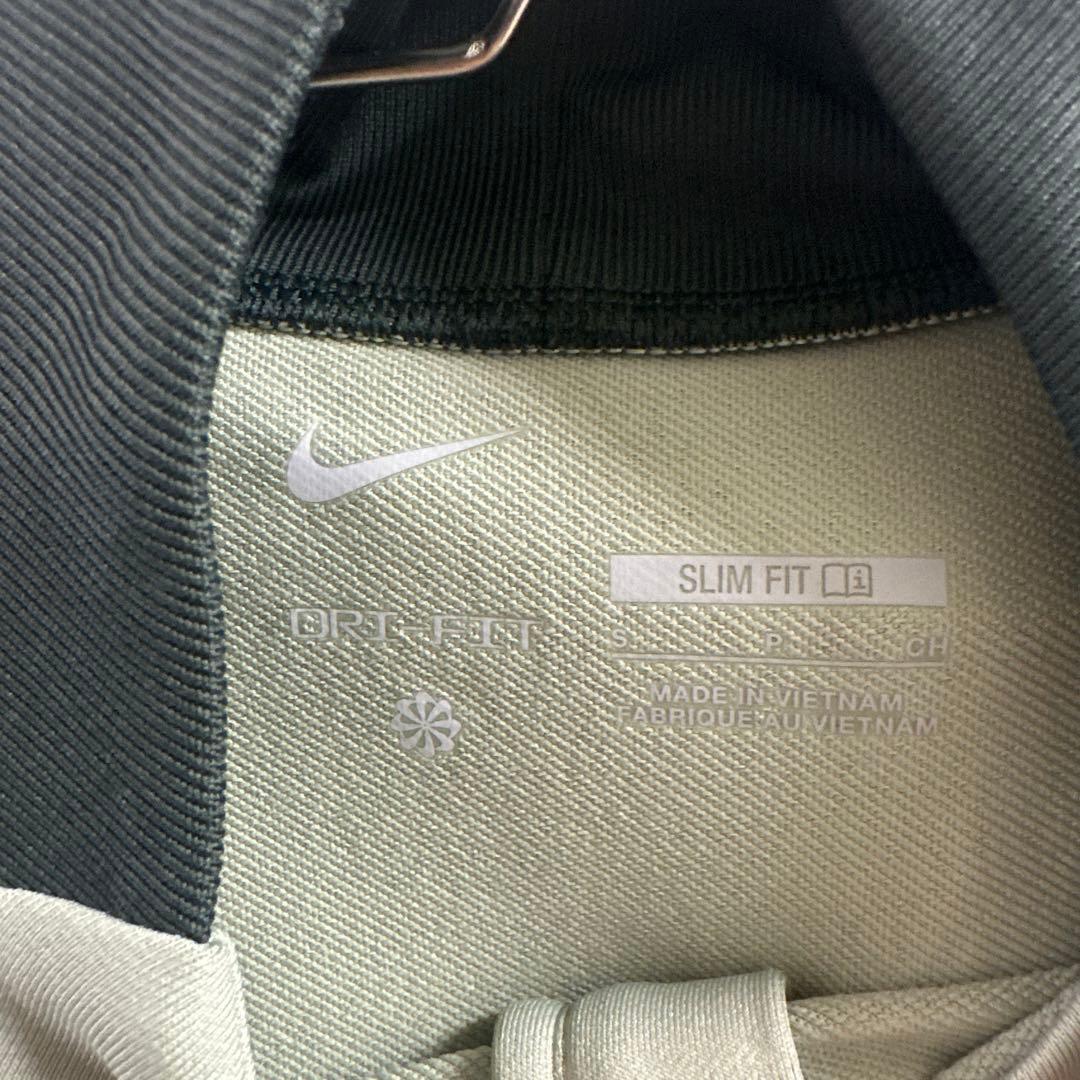 DRI-FIT
SLIM FIT
S P CH
MADE IN VIETNAM
FABRIQUE AU VIETNAM